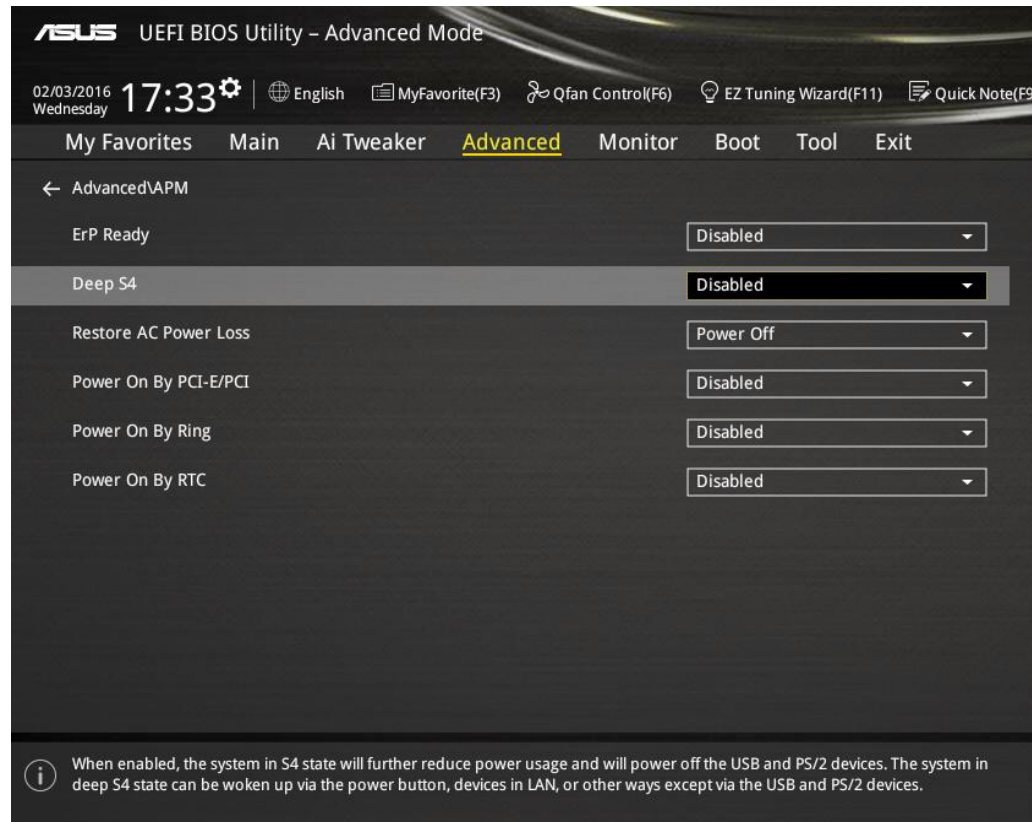 ASUS UEFI BIOS Utility – Advanced Mode
02/03/2016
Wednesday
17:33
English
MyFavorite(F3)
Qfan Control(F6)
EZ Tuning Wizard(F11)
Quick Note(F9
My Favorites
Main
Ai Tweaker
Advanced
Monitor
Boot
Tool
Exit
Advanced\APM
ErP Ready
Disabled
Deep S4
Disabled
Restore AC Power Loss
Power Off
Power On By PCI-E/PCI
Disabled
Power On By Ring
Disabled
Power On By RTC
Disabled
When enabled, the system in S4 state will further reduce power usage and will power off the USB and PS/2 devices. The system in
deep S4 state can be woken up via the power button, devices in LAN, or other ways except via the USB and PS/2 devices.